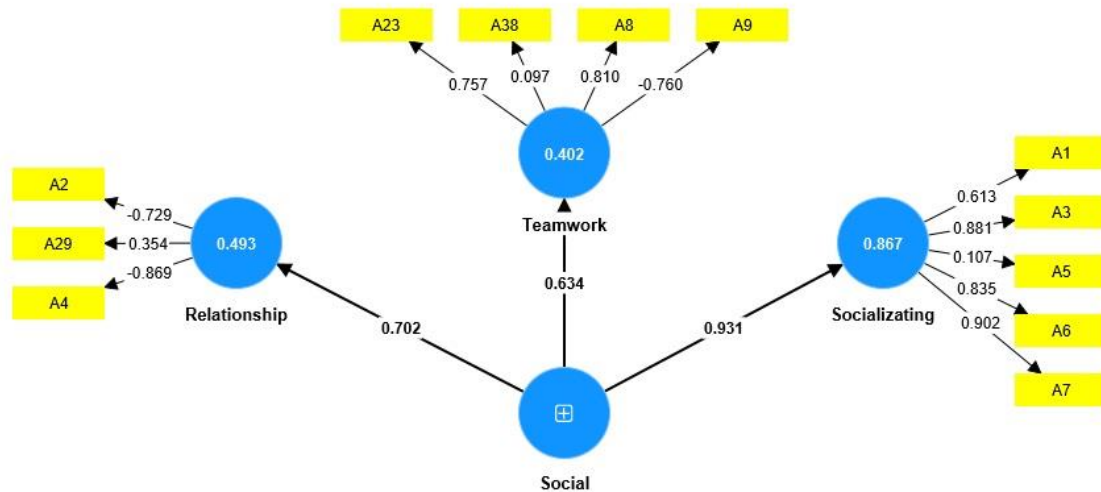 A23
A38
A8
A9
0.757
0.097
0.810
-0.760
0.402
Teamwork
A2
A29
A4
-0.729
0.354
-0.869
0.493
Relationship
A1
A3
A5
A6
A7
0.613
0.881
0.107
0.835
0.902
0.867
Socializating
0.702
0.634
0.931
Social